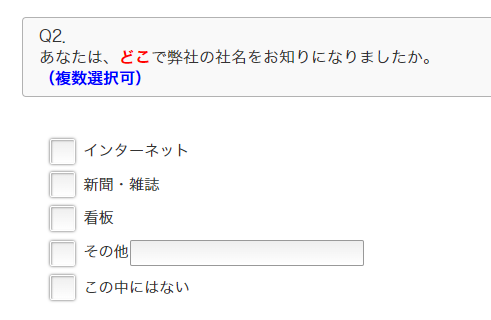 Q2.
あなたは、どこで弊社の社名をお知りになりましたか。
（複数選択可）
インターネット
新聞・雑誌
看板
その他
この中にはない